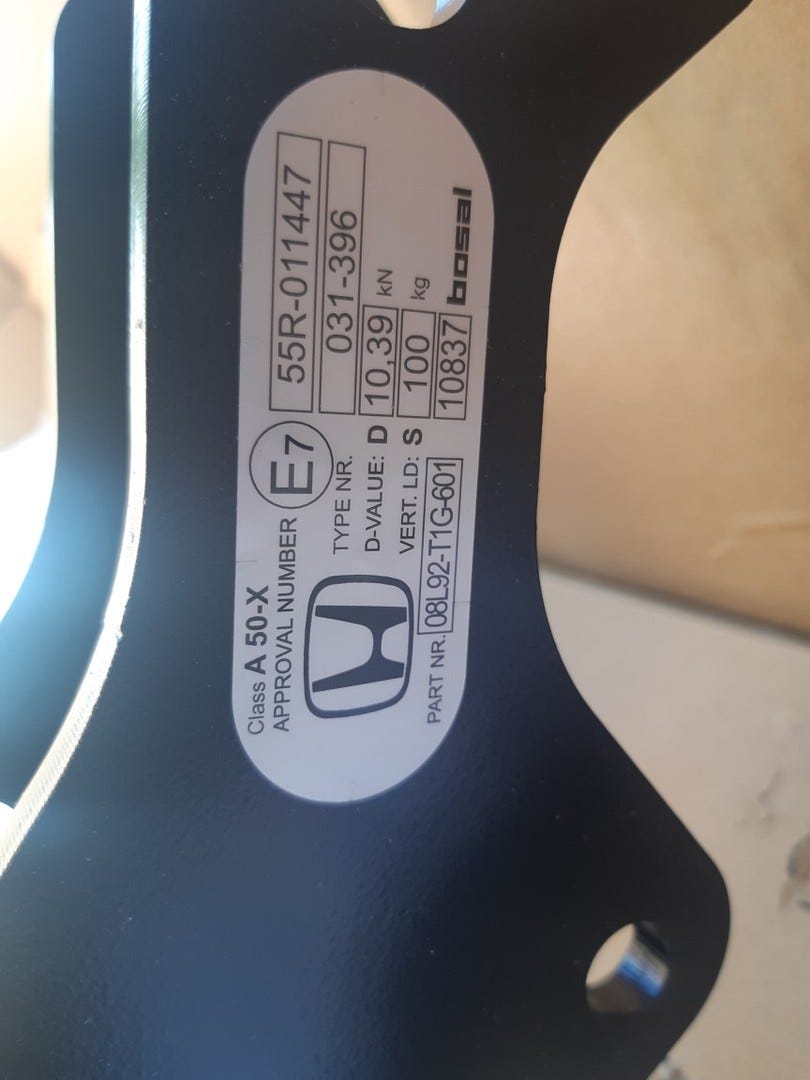 Class A 50-X
APPROVAL NUMBER E7 55R-011447
TYPE NR. 031-396
D-VALUE: D 10,39 kN
VERT. LD: S 100 kg
PART NR. 08L92-T1G-601 10837 bosal